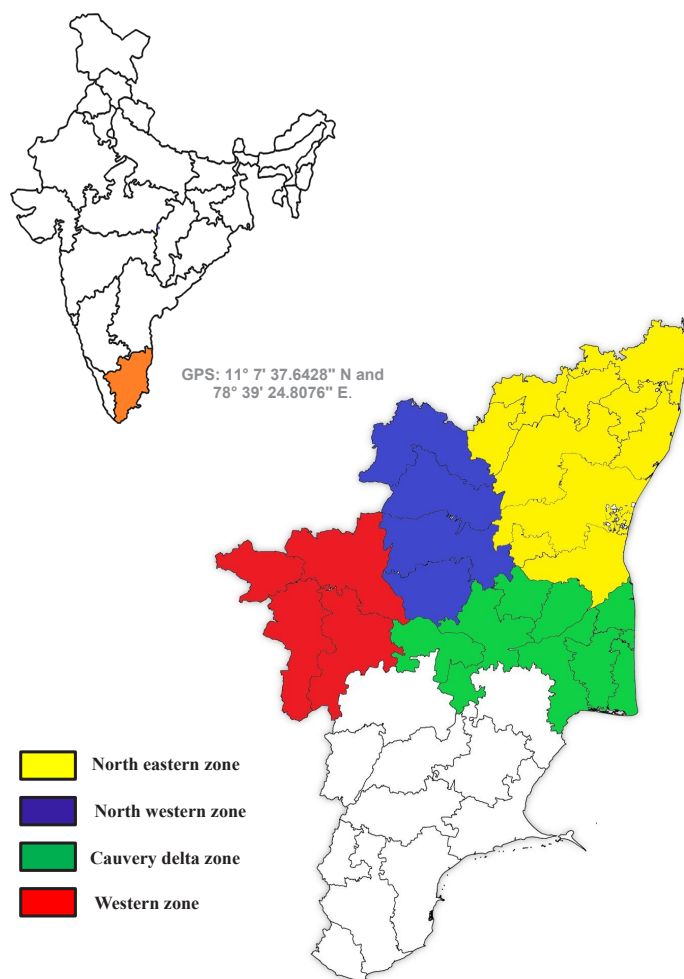 GPS: 11° 7' 37.6428" N and
78° 39' 24.8076" E.
North eastern zone
North western zone
Cauvery delta zone
Western zone